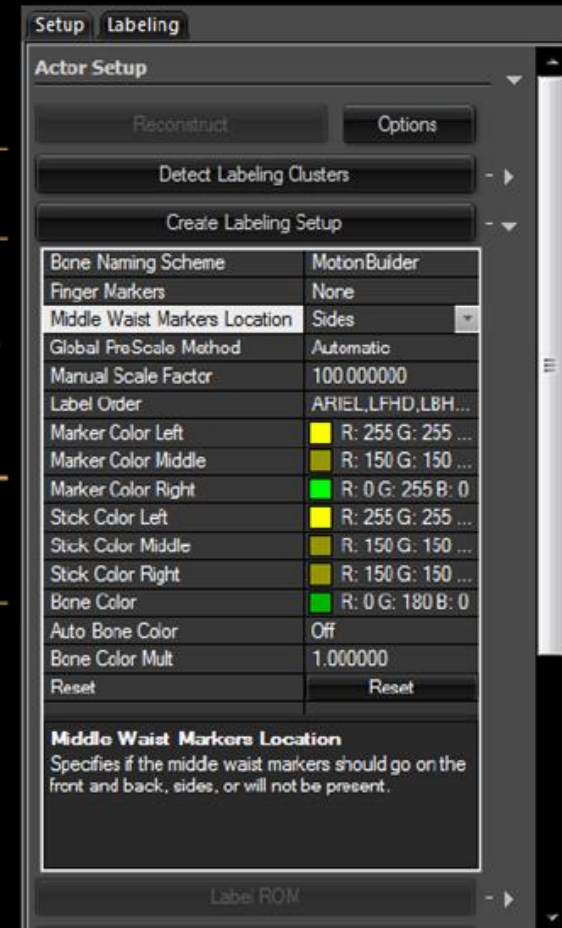 Setup Labeling
Actor Setup
Reconstruct Options
Detect Labeling Clusters
Create Labeling Setup
Bone Naming Scheme MotionBuilder
Finger Markers None
Middle Waist Markers Location Sides
Global PreScale Method Automatic
Manual Scale Factor 100.000000
Label Order ARIEL,LFHD,LBH...
Marker Color Left R: 255 G: 255 ...
Marker Color Middle R: 150 G: 150 ...
Marker Color Right R: 0 G: 255 B: 0
Stick Color Left R: 255 G: 255 ...
Stick Color Middle R: 150 G: 150 ...
Stick Color Right R: 150 G: 150 ...
Bone Color R: 0 G: 180 B: 0
Auto Bone Color Off
Bone Color Mult 1.000000
Reset Reset
Middle Waist Markers Location
Specifies if the middle waist markers should go on the
front and back, sides, or will not be present.
Label ROM